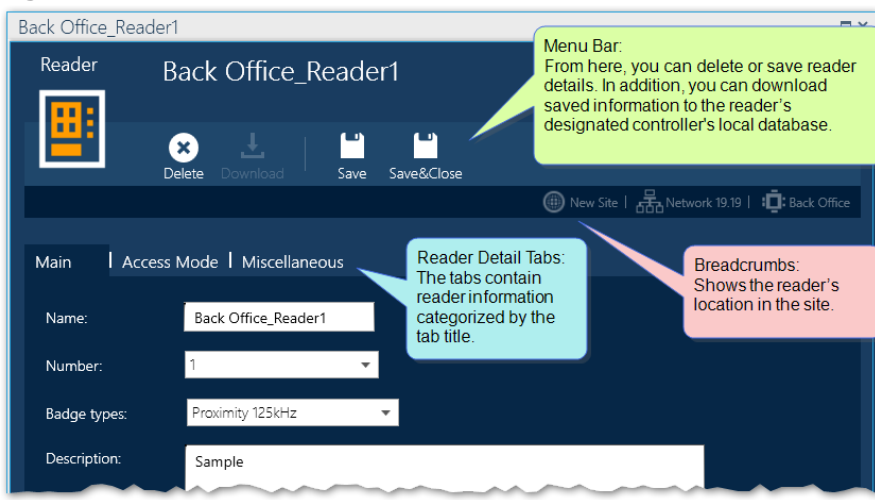 Back Office_Reader1
Reader
Back Office_Reader1
Menu Bar:
From here, you can delete or save reader
details. In addition, you can download
saved information to the reader's
designated controller's local database.
Delete
Download
Save
Save&Close
New Site | Network 19.19 | Back Office
Main | Access Mode | Miscellaneous
Reader Detail Tabs:
The tabs contain
reader information
categorized by the
tab title.
Breadcrumbs:
Shows the reader's
location in the site.
Name: Back Office_Reader1
Number: 1
Badge types: Proximity 125kHz
Description: Sample